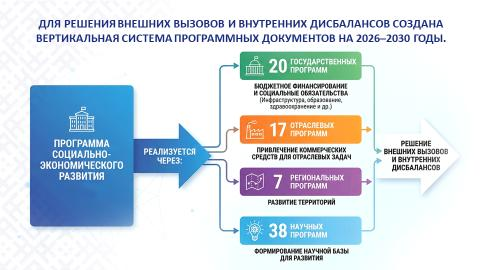 ДЛЯ РЕШЕНИЯ ВНЕШНИХ ВЫЗОВОВ И ВНУТРЕННИХ ДИСБАЛАНСОВ СОЗДАНА
ВЕРТИКАЛЬНАЯ СИСТЕМА ПРОГРАММНЫХ ДОКУМЕНТОВ НА 2026–2030 ГОДЫ.
ПРОГРАММА
СОЦИАЛЬНО-
ЭКОНОМИЧЕСКОГО
РАЗВИТИЯ
РЕАЛИЗУЕТСЯ
ЧЕРЕЗ:
20 ГОСУДАРСТВЕННЫХ
ПРОГРАММ
БЮДЖЕТНОЕ ФИНАНСИРОВАНИЕ
И СОЦИАЛЬНЫЕ ОБЯЗАТЕЛЬСТВА
(Инфраструктура, образование,
здравоохранение и др.)
17 ОТРАСЛЕВЫХ
ПРОГРАММ
ПРИВЛЕЧЕНИЕ КОММЕРЧЕСКИХ
СРЕДСТВ ДЛЯ ОТРАСЛЕВЫХ ЗАДАЧ
7 РЕГИОНАЛЬНЫХ
ПРОГРАММ
РАЗВИТИЕ ТЕРРИТОРИЙ
38 НАУЧНЫХ
ПРОГРАММ
ФОРМИРОВАНИЕ НАУЧНОЙ БАЗЫ
ДЛЯ РАЗВИТИЯ
РЕШЕНИЕ
ВНЕШНИХ ВЫЗОВОВ
И ВНУТРЕННИХ
ДИСБАЛАНСОВ